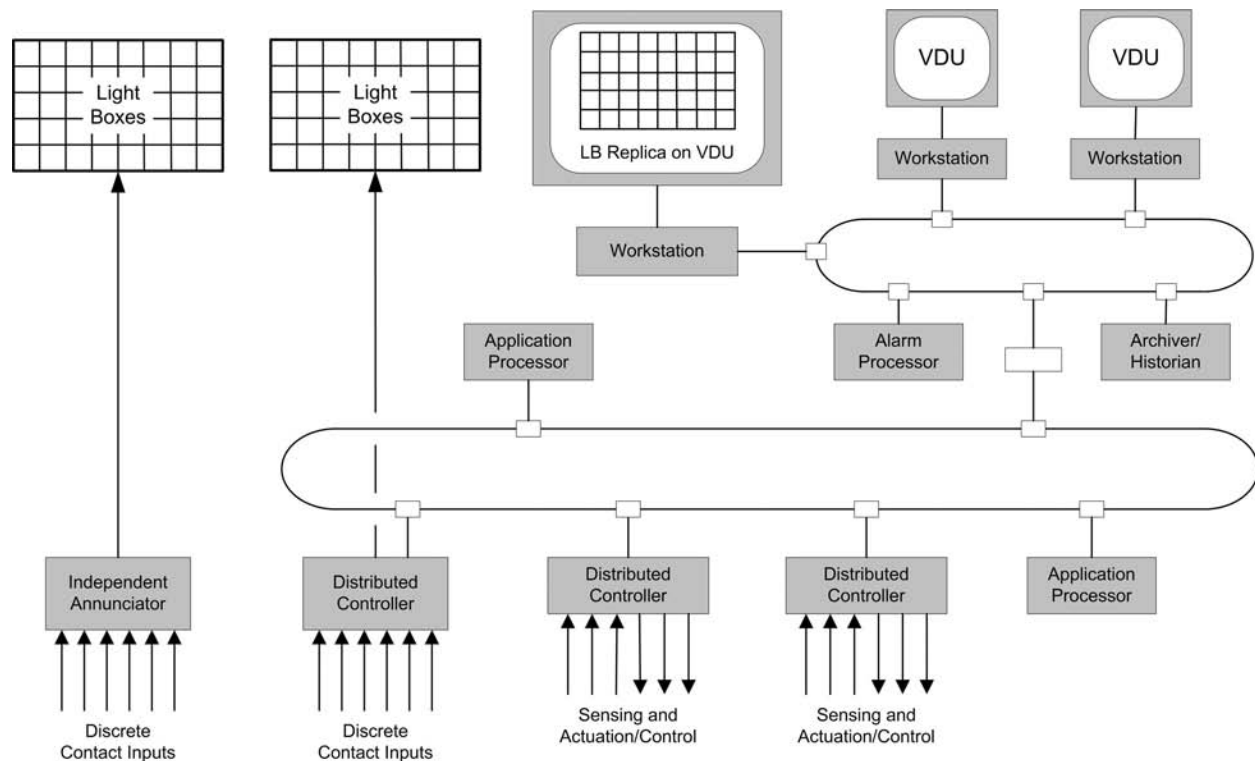 Light
Boxes
Light
Boxes
LB Replica on VDU
VDU
VDU
Workstation
Workstation
Workstation
Application
Processor
Alarm
Processor
Archiver/
Historian
Independent
Annunciator
Distributed
Controller
Distributed
Controller
Distributed
Controller
Application
Processor
Discrete
Contact Inputs
Discrete
Contact Inputs
Sensing and
Actuation/Control
Sensing and
Actuation/Control